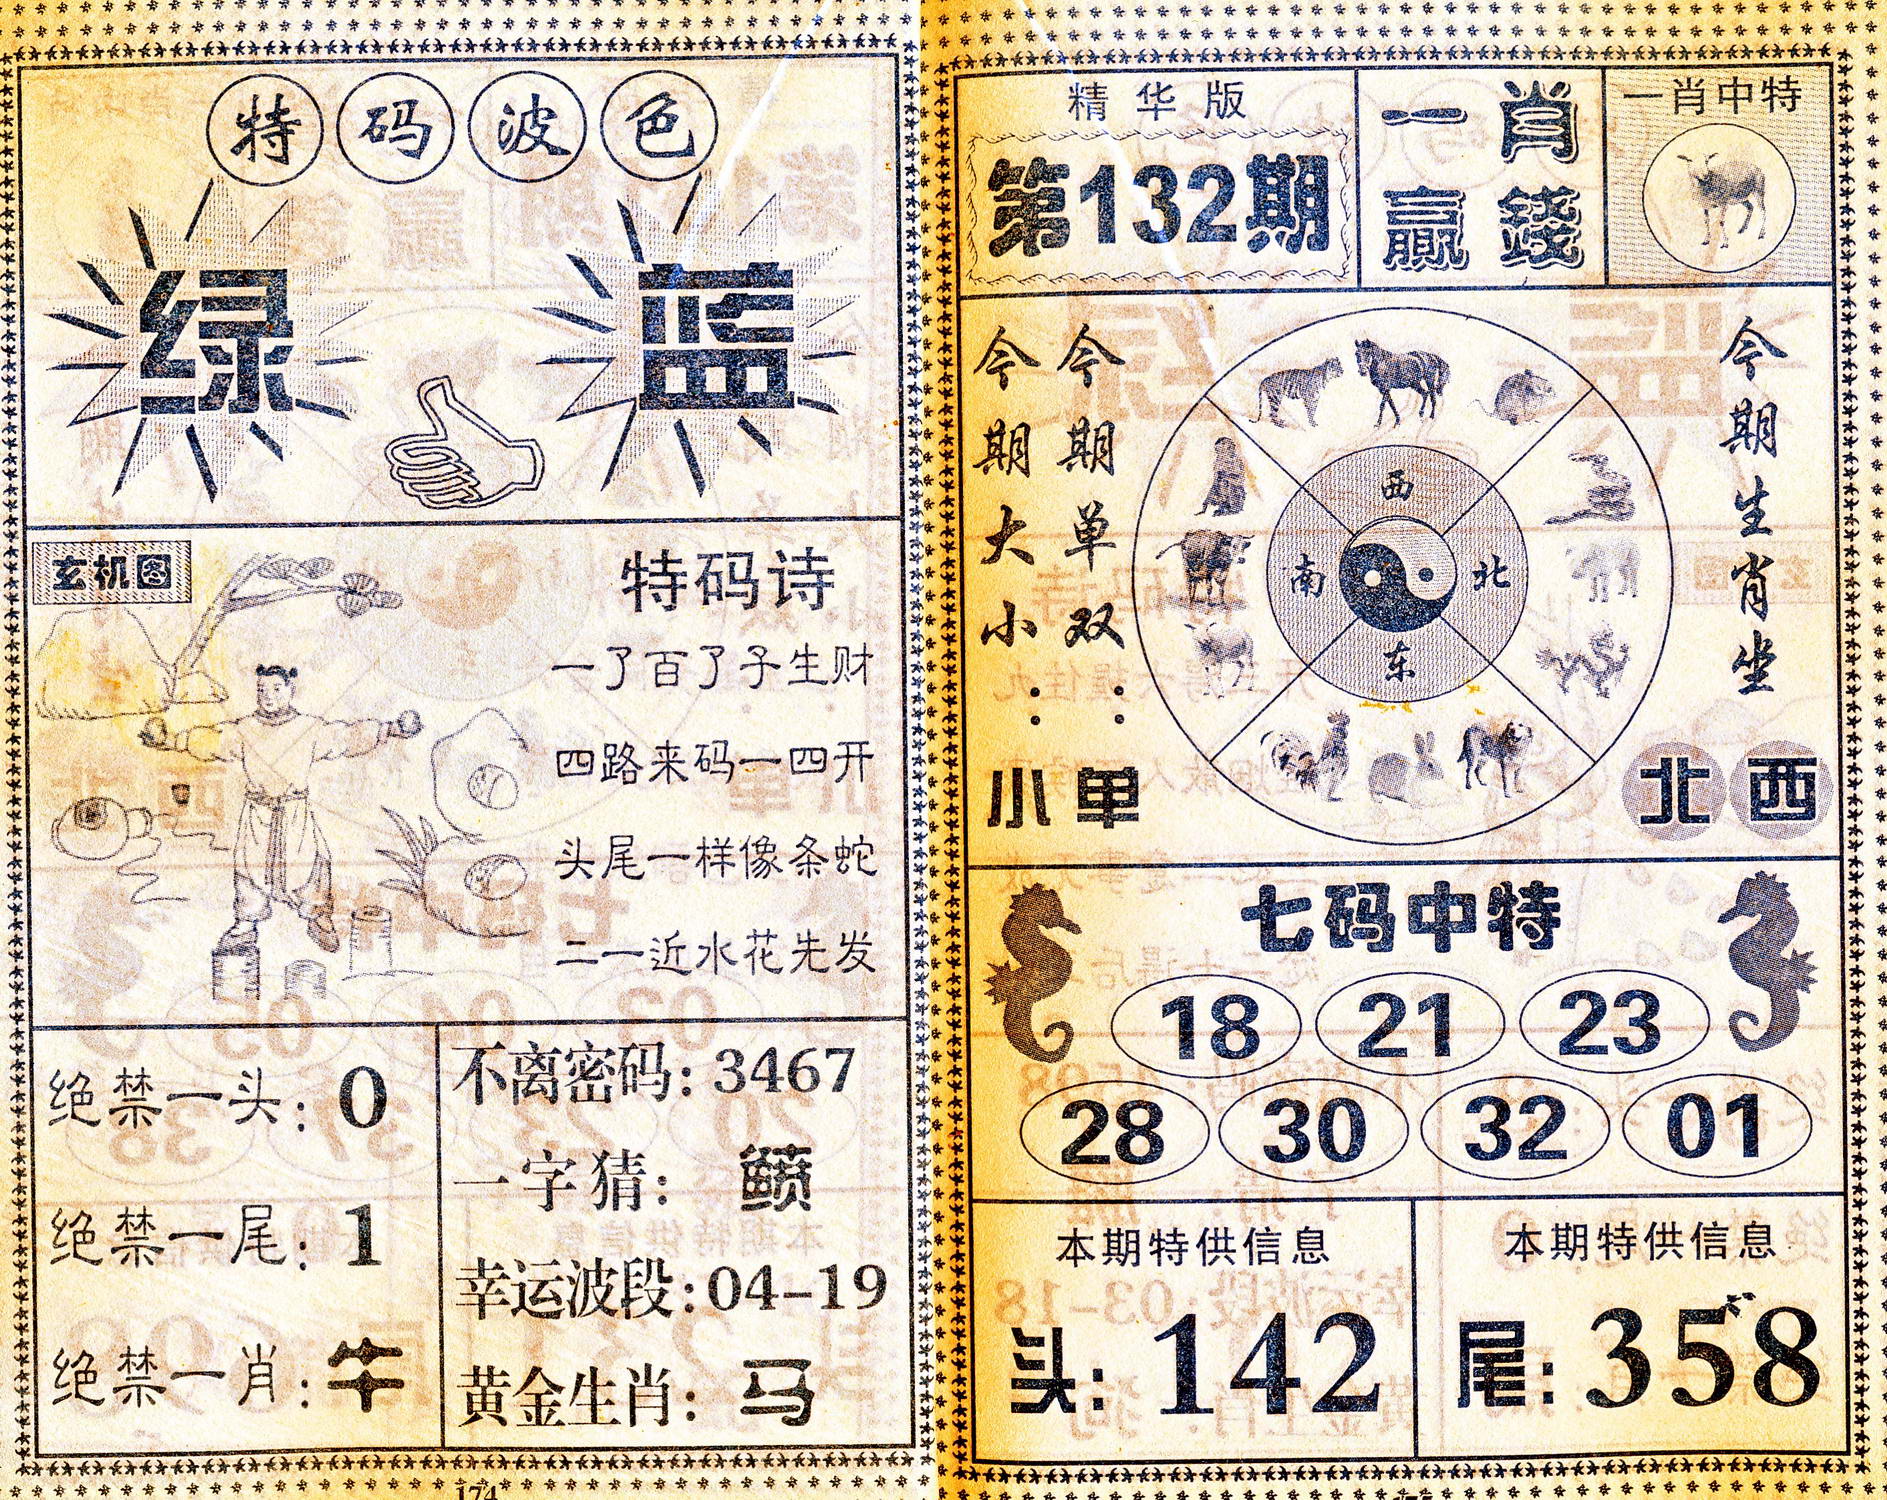 特码波色
绿 蓝
玄机图
特码诗
一了百了子生财
四路来码一四开
头尾一样像条蛇
二一近水花先发
绝禁一头：0
绝禁一尾：1
绝禁一肖：牛
不离密码：3467
一字猜：
幸运波段：04-19
黄金生肖：马
174
精华版
第132期
一肖
赢錢
一肖中特
今期大小：小
今期单双：单
西
南
北
东
今期生肖坐
北西
七码中特
18 21 23
28 30 32 01
本期特供信息
头：142
本期特供信息
尾：358